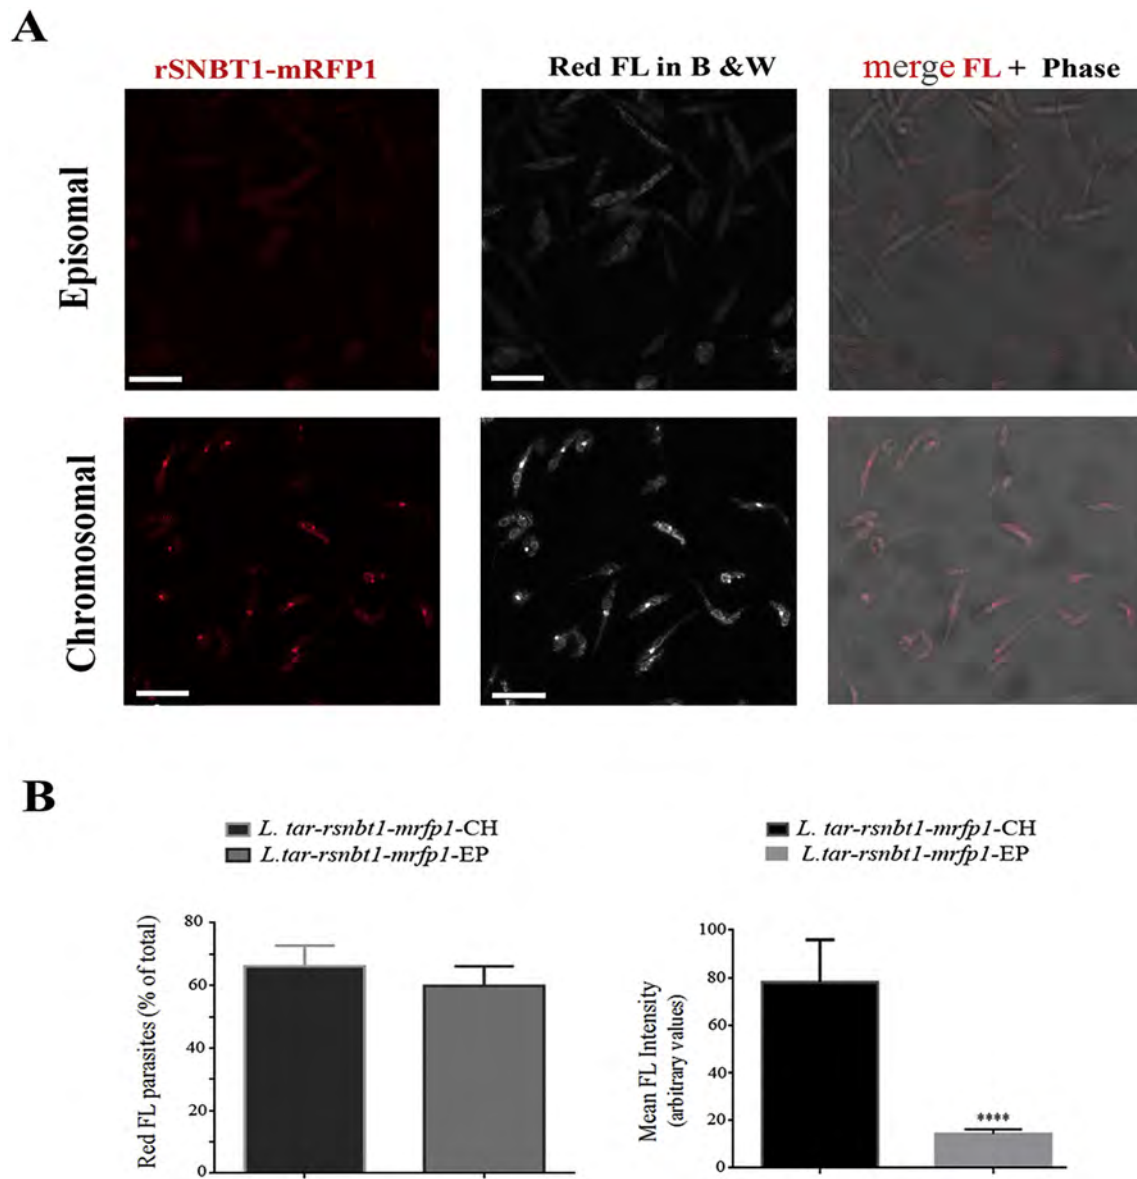 A
rSNBT1-mRFP1
Red FL in B &W
merge FL + Phase
Episomal
Chromosomal
B
L. tar-rsnbt1-mrfp1-CH
L.tar-rsnbt1-mrfp1-EP
Red FL parasites (% of total)
80
60
40
20
0
L. tar-rsnbt1-mrfp1-CH
L.tar-rsnbt1-mrfp1-EP
Mean FL Intensity
(arbitrary values)
100
80
60
40
20
0
****